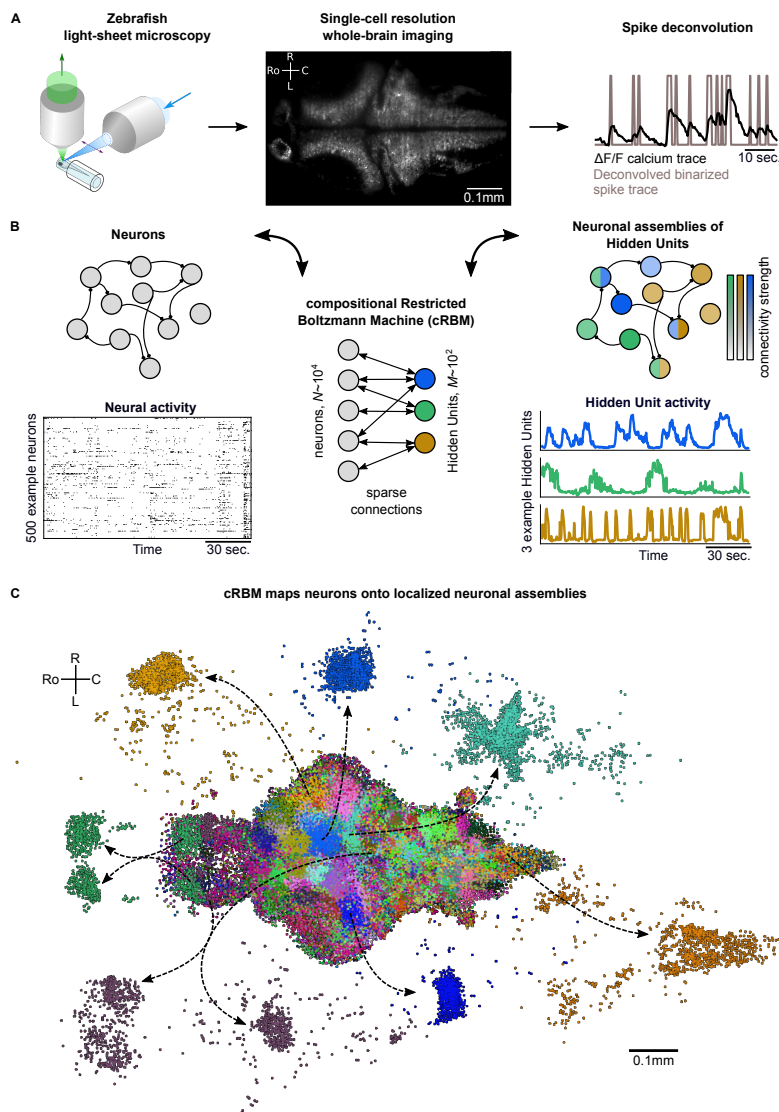 A
Zebrafish
light-sheet microscopy
Single-cell resolution
whole-brain imaging
Spike deconvolution
R
Ro
C
L
0.1mm
ΔF/F calcium trace
10 sec.
Deconvolved binarized
spike trace
B
Neurons
Neuronal assemblies of
Hidden Units
connectivity strength
compositional Restricted
Boltzmann Machine (cRBM)
neurons, N~10⁴
Hidden Units, M~10²
sparse
connections
Neural activity
500 example neurons
Time
30 sec.
Hidden Unit activity
3 example Hidden Units
Time
30 sec.
C
cRBM maps neurons onto localized neuronal assemblies
R
Ro
C
L
0.1mm